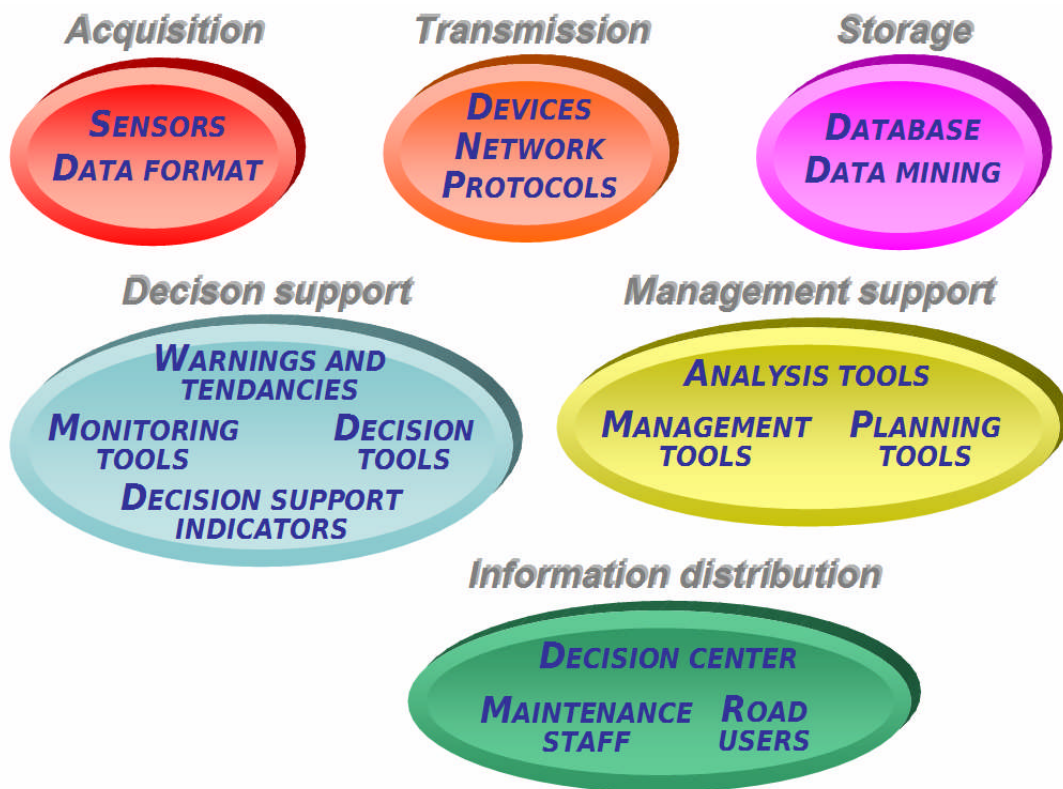 Acquisition
Transmission
Storage
SENSORS
DATA FORMAT
DEVICES
NETWORK
PROTOCOLS
DATABASE
DATA MINING
Decison support
Management support
WARNINGS AND
TENDANCIES
MONITORING
TOOLS
DECISION
TOOLS
DECISION SUPPORT
INDICATORS
ANALYSIS TOOLS
MANAGEMENT
TOOLS
PLANNING
TOOLS
Information distribution
DECISION CENTER
MAINTENANCE
STAFF
ROAD
USERS